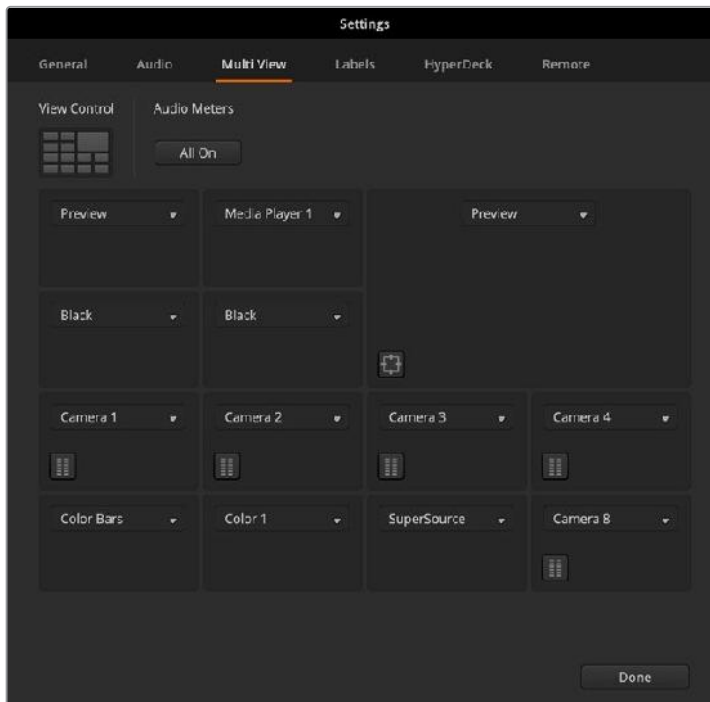 Settings
General Audio Multi View Labels HyperDeck Remote
View Control Audio Meters
All On
Preview Media Player 1 Preview
Black Black
Camera 1 Camera 2 Camera 3 Camera 4
Color Bars Color 1 SuperSource Camera 8
Done